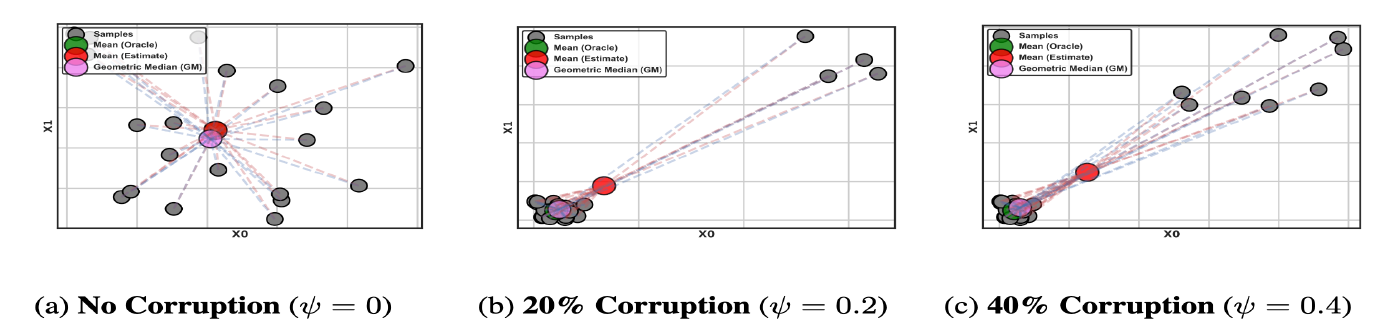 Samples
Mean (Oracle)
Mean (Estimate)
Geometric Median (GM)
X1
X0
Samples
Mean (Oracle)
Mean (Estimate)
Geometric Median (GM)
X1
X0
Samples
Mean (Oracle)
Mean (Estimate)
Geometric Median (GM)
X1
X0
(a) No Corruption (ψ = 0)
(b) 20% Corruption (ψ = 0.2)
(c) 40% Corruption (ψ = 0.4)